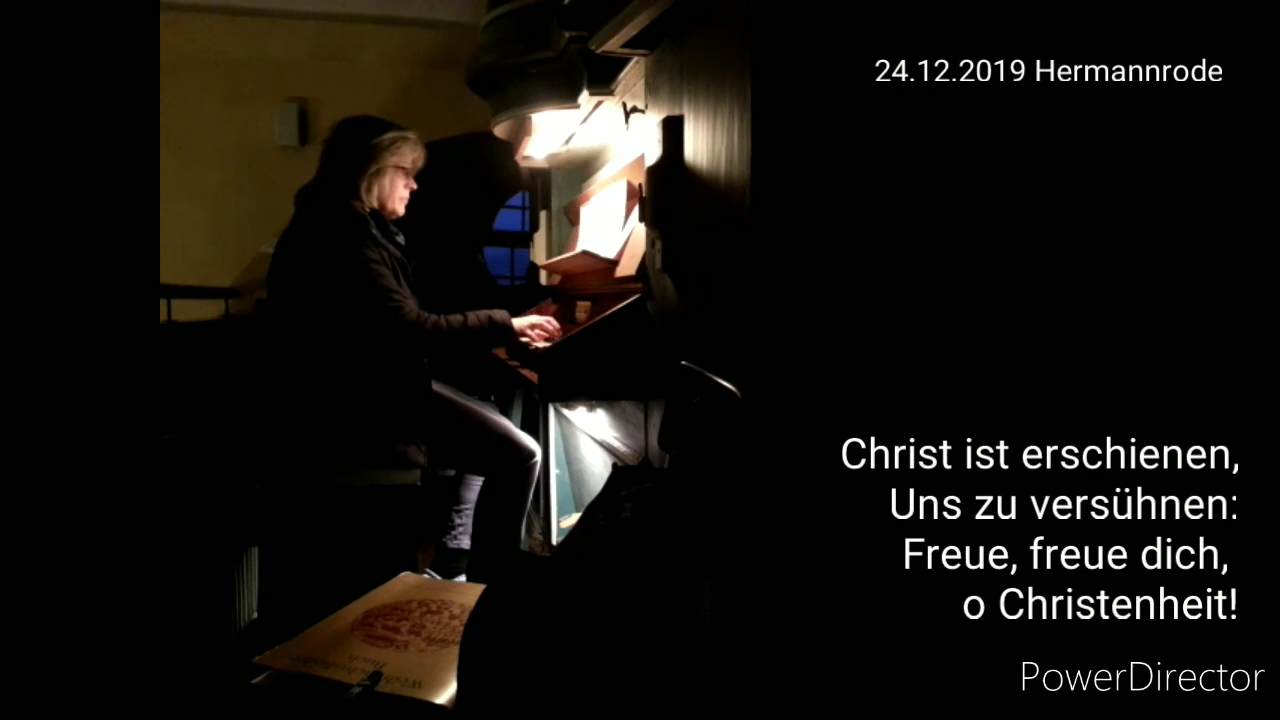 24.12.2019 Hermannrode
Christ ist erschienen,
Uns zu versühnen:
Freue, freue dich,
o Christenheit!
PowerDirector